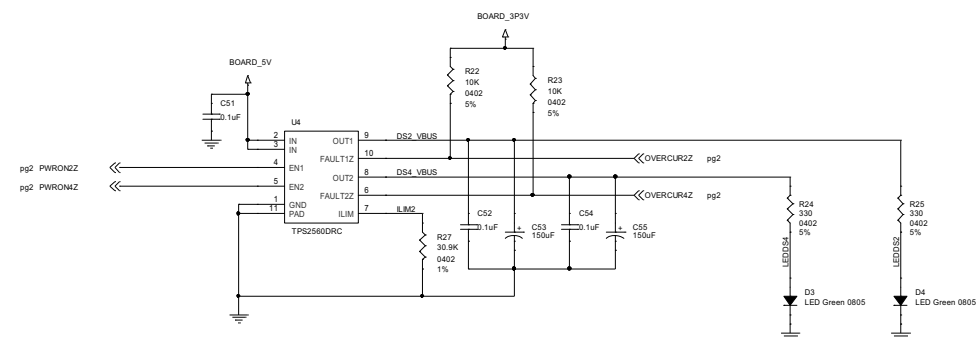 BOARD_3P3V
BOARD_5V
R22
10K
0402
5%
R23
10K
0402
5%
C51
0.1uF
U4
2 IN OUT1 9 DS2_VBUS
3 IN
FAULT1Z 10 OVERCUR2Z pg2
pg2 PWRON2Z 4 EN1
OUT2 8 DS4_VBUS
pg2 PWRON4Z 5 EN2
FAULT2Z 6 OVERCUR4Z pg2
1 GND
11 PAD ILIM 7 ILIM2
TPS2560DRC
R27
30.9K
0402
1%
C52
0.1uF
C53
150uF
C54
0.1uF
C55
150uF
R24
330
0402
5%
R25
330
0402
5%
LEDDS4
LEDDS2
D3
LED Green 0805
D4
LED Green 0805